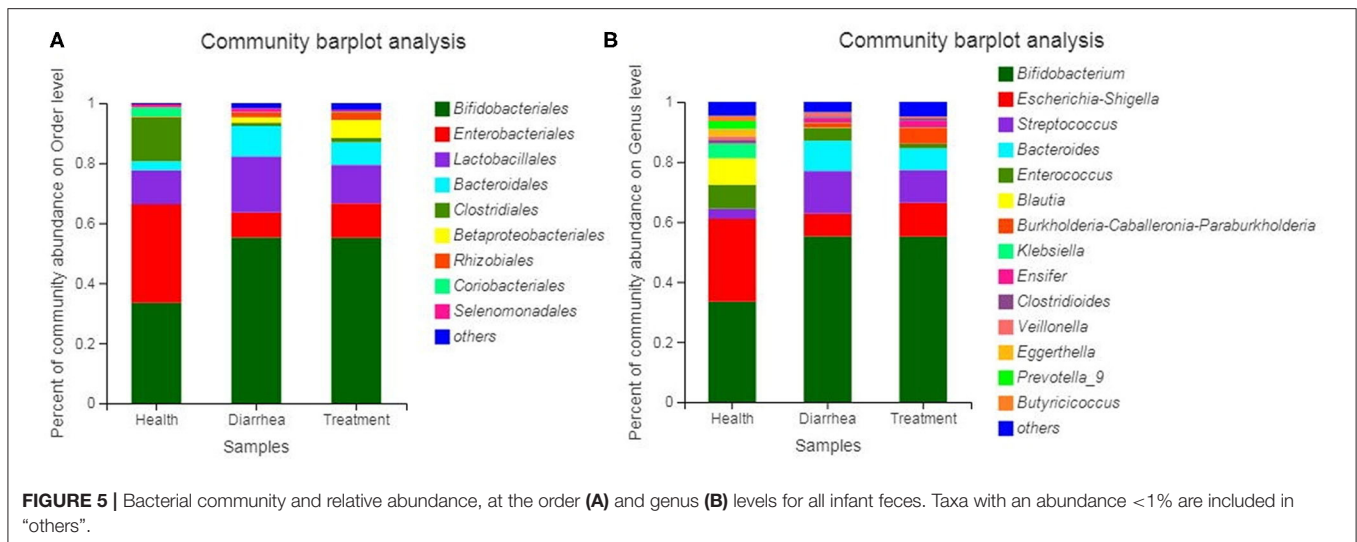 A
Community barplot analysis
Percent of community abundance on Order level
1
0.8
0.6
0.4
0.2
0
Health
Diarrhea
Treatment
Samples
Bifidobacteriales
Enterobacteriales
Lactobacillales
Bacteroidales
Clostridiales
Betaproteobacteriales
Rhizobiales
Coriobacteriales
Selenomonadales
others
B
Community barplot analysis
Percent of community abundance on Genus level
1
0.8
0.6
0.4
0.2
0
Health
Diarrhea
Treatment
Samples
Bifidobacterium
Escherichia-Shigella
Streptococcus
Bacteroides
Enterococcus
Blautia
Burkholderia-Caballeronia-Paraburkholderia
Klebsiella
Ensifer
Clostridioides
Veillonella
Eggerthella
Prevotella_9
Butyricicoccus
others
FIGURE 5 | Bacterial community and relative abundance, at the order (A) and genus (B) levels for all infant feces. Taxa with an abundance <1% are included in
“others”.